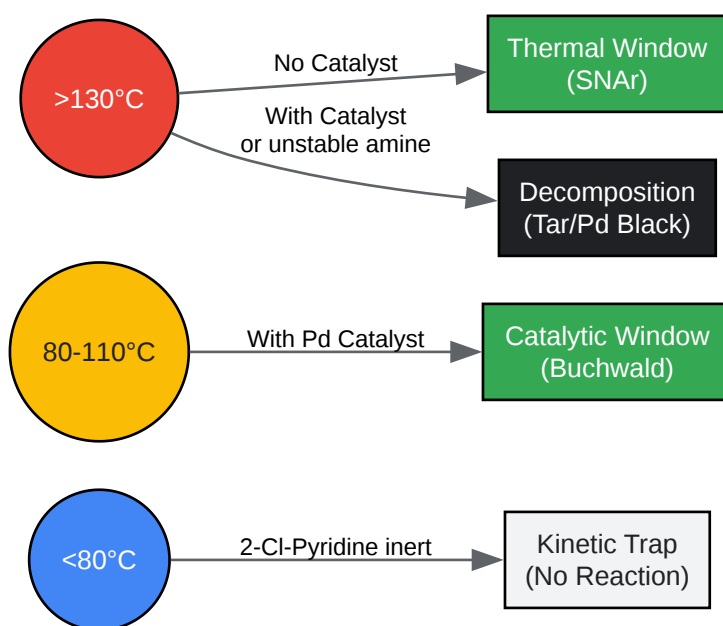 >130°C
No Catalyst
Thermal Window
(SNAr)
With Catalyst
or unstable amine
Decomposition
(Tar/Pd Black)
80-110°C
With Pd Catalyst
Catalytic Window
(Buchwald)
<80°C
2-Cl-Pyridine inert
Kinetic Trap
(No Reaction)